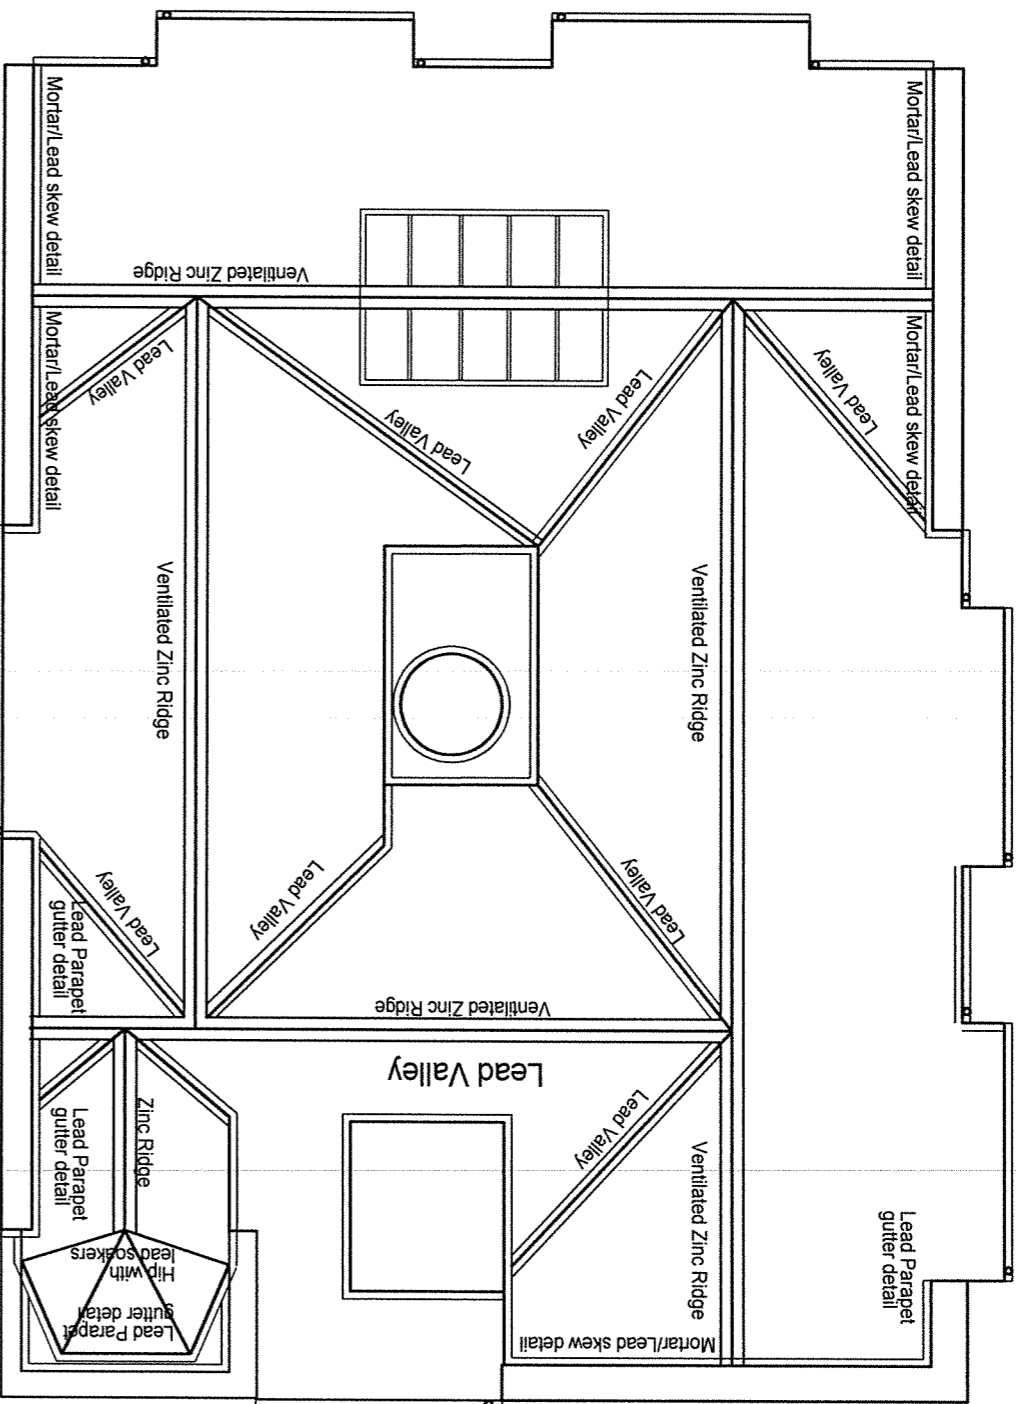 Mortar/Lead skew detail
Mortar/Lead skew detail
Ventilated Zinc Ridge
Mortar/Lead skew detail
Mortar/Lead skew detail
Lead Valley
Lead Valley
Lead Valley
Lead Valley
Ventilated Zinc Ridge
Ventilated Zinc Ridge
Lead Valley
Lead Valley
Lead Valley
Lead Parapet
gutter detail
Ventilated Zinc Ridge
Lead Valley
Lead Valley
Lead Parapet
gutter detail
Zinc Ridge
Ventilated Zinc Ridge
Lead Parapet
gutter detail
Hip with
lead soakers
Lead Parapet
gutter detail
Mortar/Lead skew detail